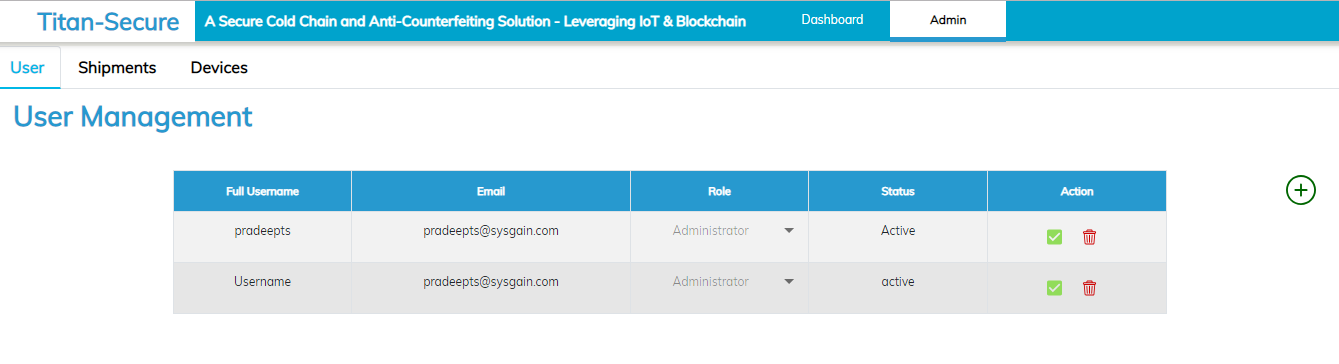 Titan-Secure A Secure Cold Chain and Anti-Counterfeiting Solution - Leveraging IoT & Blockchain Dashboard Admin
User Shipments Devices
User Management
Full Username Email Role Status Action
pradeepts pradeepts@sysgain.com Administrator Active
Username pradeepts@sysgain.com Administrator active